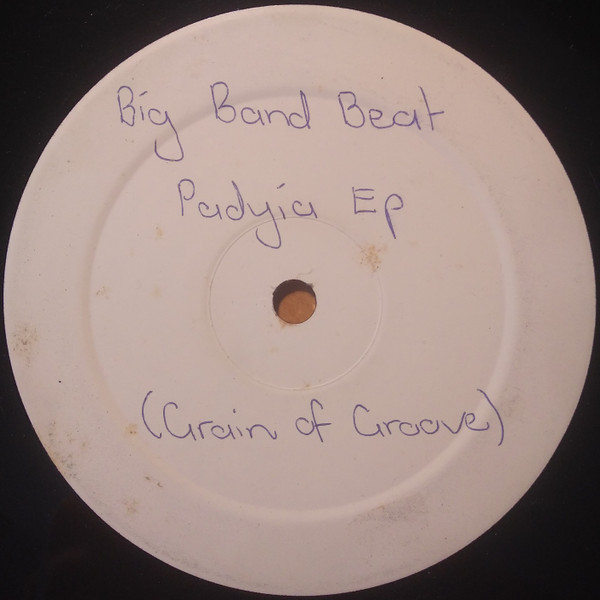 Big Band Beat
Padyia Ep
(Grain of Groove)